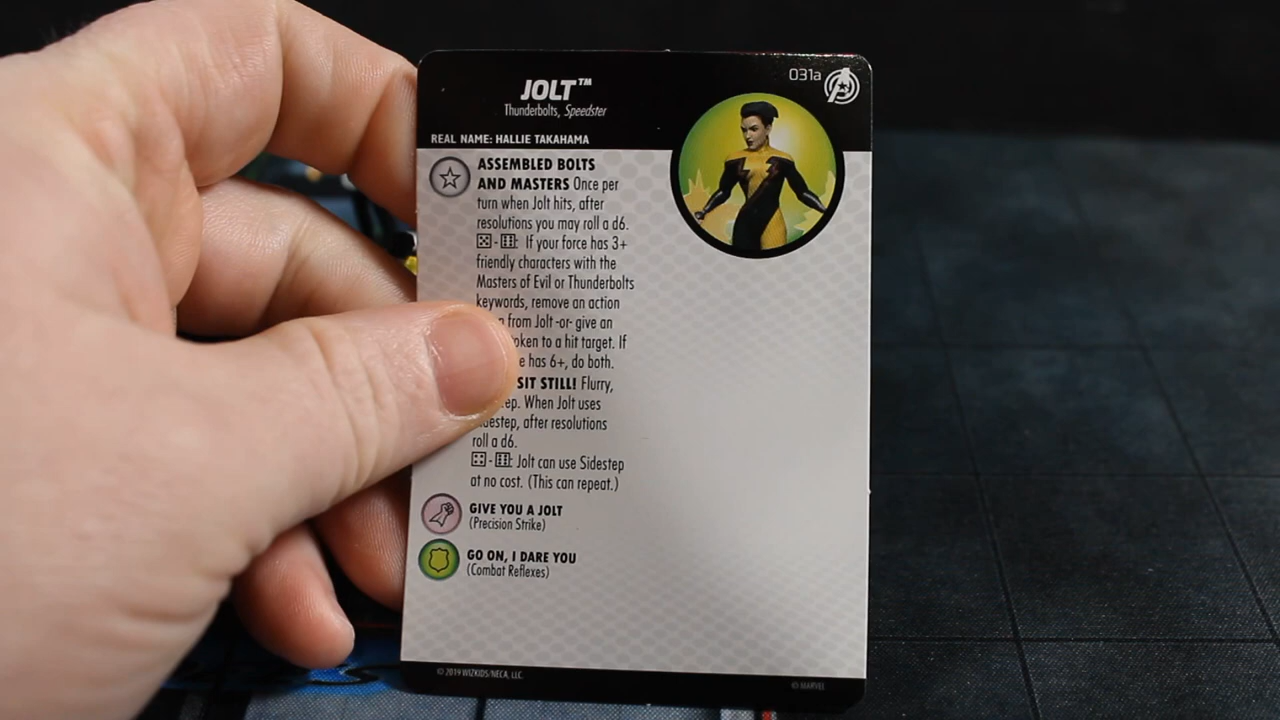 031a
JOLT™
Thunderbolts, Speedster
REAL NAME: HALLIE TAKAHAMA
ASSEMBLED BOLTS
AND MASTERS Once per
turn when Jolt hits, after
resolutions you may roll a d6.
⚄-⚅: If your force has 3+
friendly characters with the
Masters of Evil or Thunderbolts
keywords, remove an action
from Jolt -or- give an
to a hit target. If
has 6+, do both.
SIT STILL! Flurry,
When Jolt uses
after resolutions
roll a d6.
⚃-⚅: Jolt can use Sidestep
at no cost. (This can repeat.)
GIVE YOU A JOLT
(Precision Strike)
GO ON, I DARE YOU
(Combat Reflexes)
© 2019 WIZKIDS/NECA, LLC.
© MARVEL